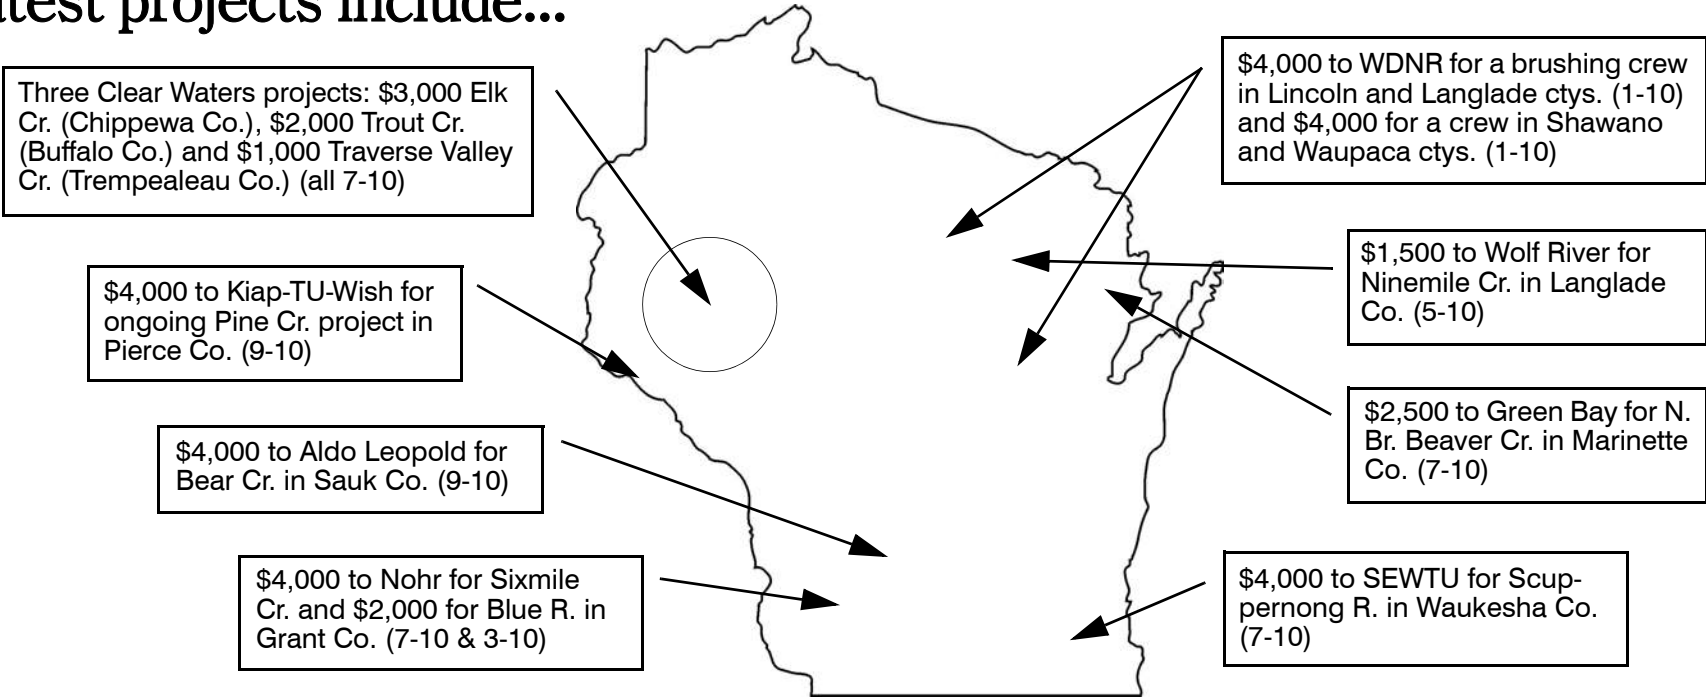 projects include...
Three Clear Waters projects: $3,000 Elk
Cr. (Chippewa Co.), $2,000 Trout Cr.
(Buffalo Co.) and $1,000 Traverse Valley
Cr. (Trempealeau Co.) (all 7-10)
$4,000 to Kiap-TU-Wish for
ongoing Pine Cr. project in
Pierce Co. (9-10)
$4,000 to Aldo Leopold for
Bear Cr. in Sauk Co. (9-10)
$4,000 to Nohr for Sixmile
Cr. and $2,000 for Blue R. in
Grant Co. (7-10 & 3-10)
$4,000 to WDNR for a brushing crew
in Lincoln and Langlade ctys. (1-10)
and $4,000 for a crew in Shawano
and Waupaca ctys. (1-10)
$1,500 to Wolf River for
Ninemile Cr. in Langlade
Co. (5-10)
$2,500 to Green Bay for N.
Br. Beaver Cr. in Marinette
Co. (7-10)
$4,000 to SEWTU for Scup-
pernong R. in Waukesha Co.
(7-10)